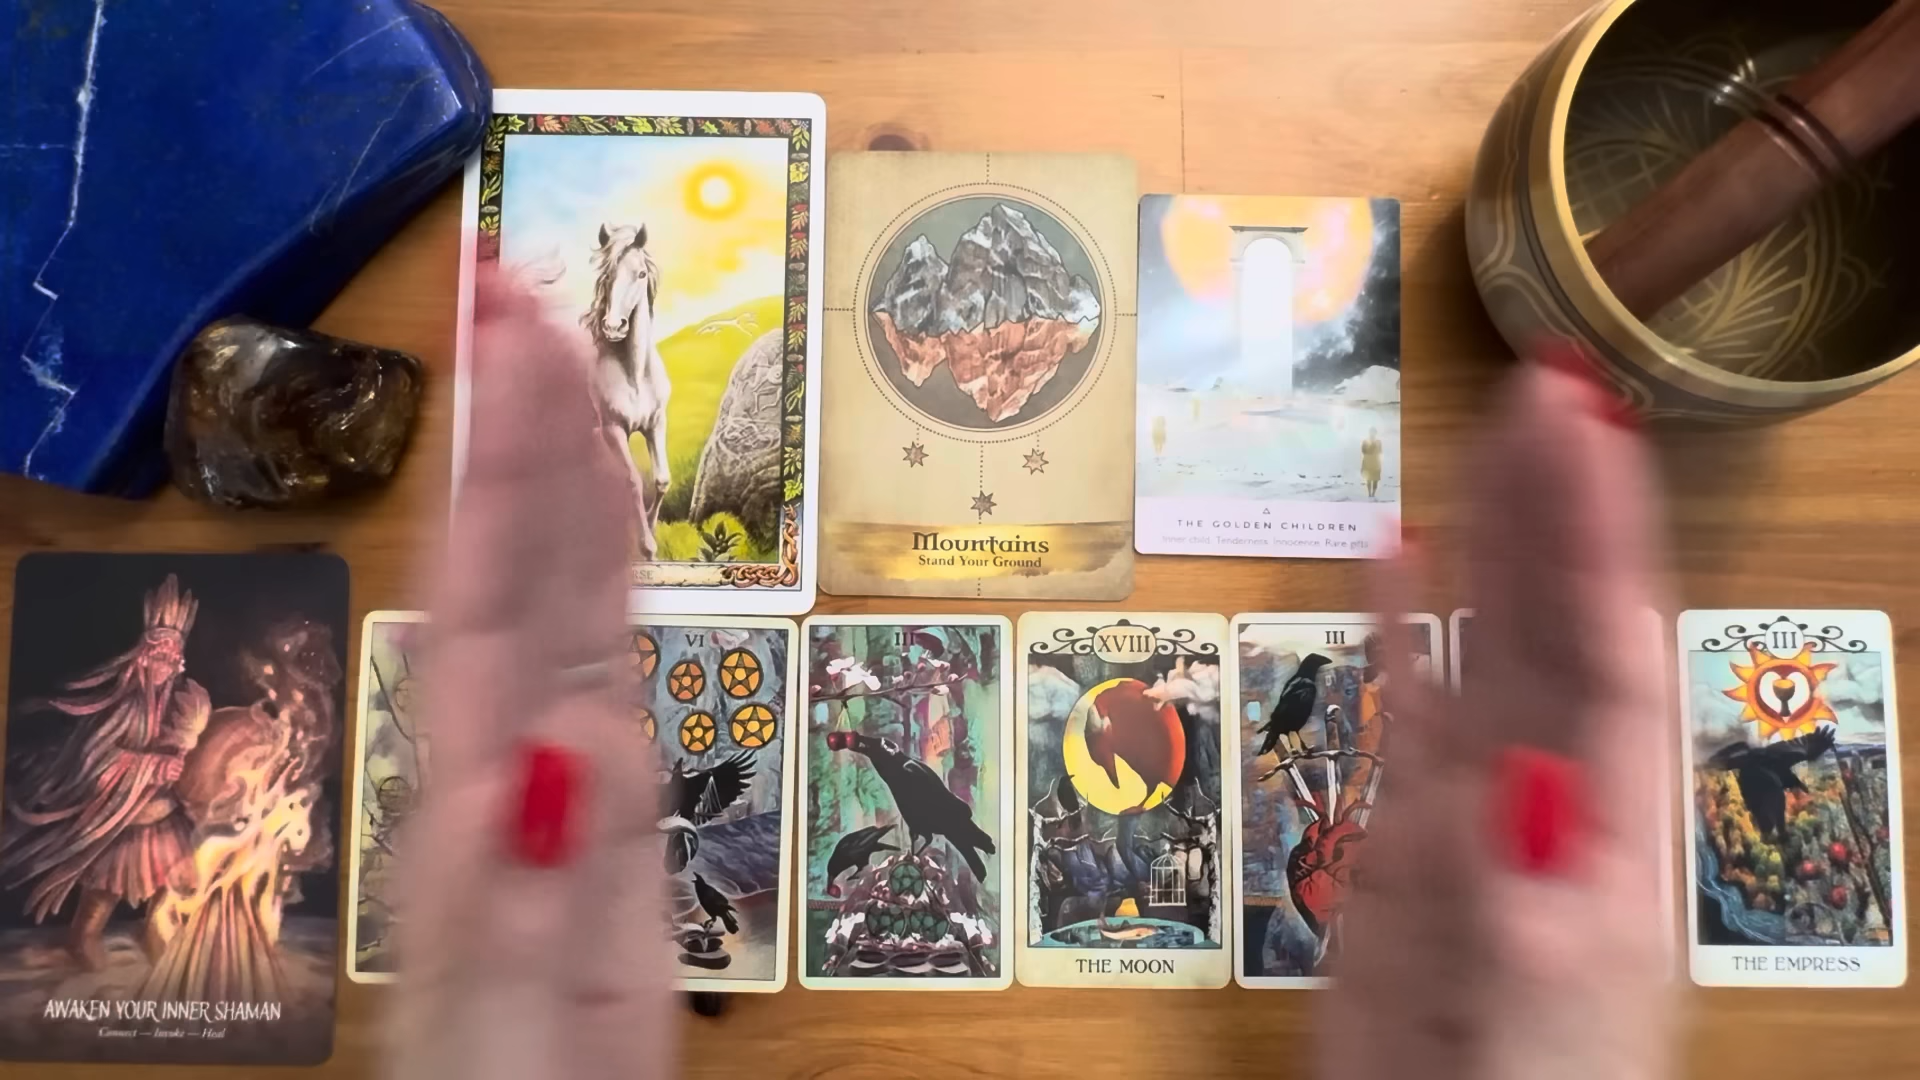 Mountains
Stand Your Ground
THE GOLDEN CHILDREN
Inner child. Tenderness. Innocence. Rare gifts
VI
III
XVIII
III
III
THE MOON
THE EMPRESS
AWAKEN YOUR INNER SHAMAN
Connect — Invoke — Heal